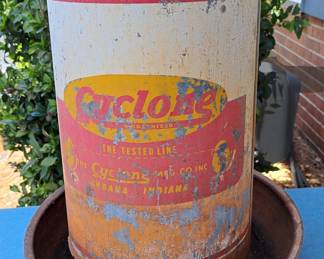 Cyclone
THE TESTED LINE
THE Cyclone Mfg. CO. INC.
URBANA INDIANA